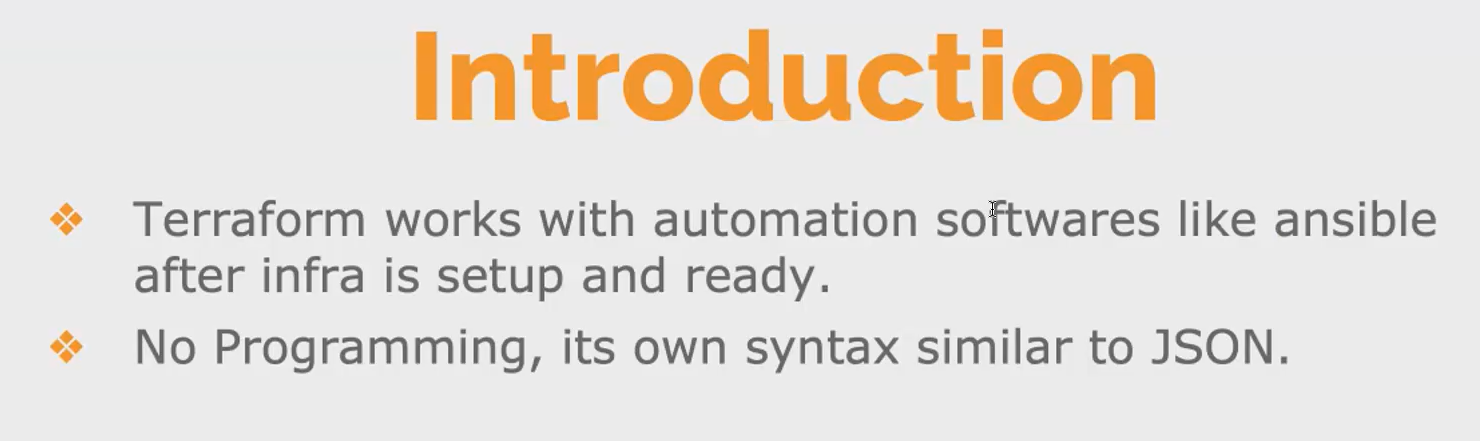 Introduction
❖ Terraform works with automation softwares like ansible
after infra is setup and ready.
❖ No Programming, its own syntax similar to JSON.